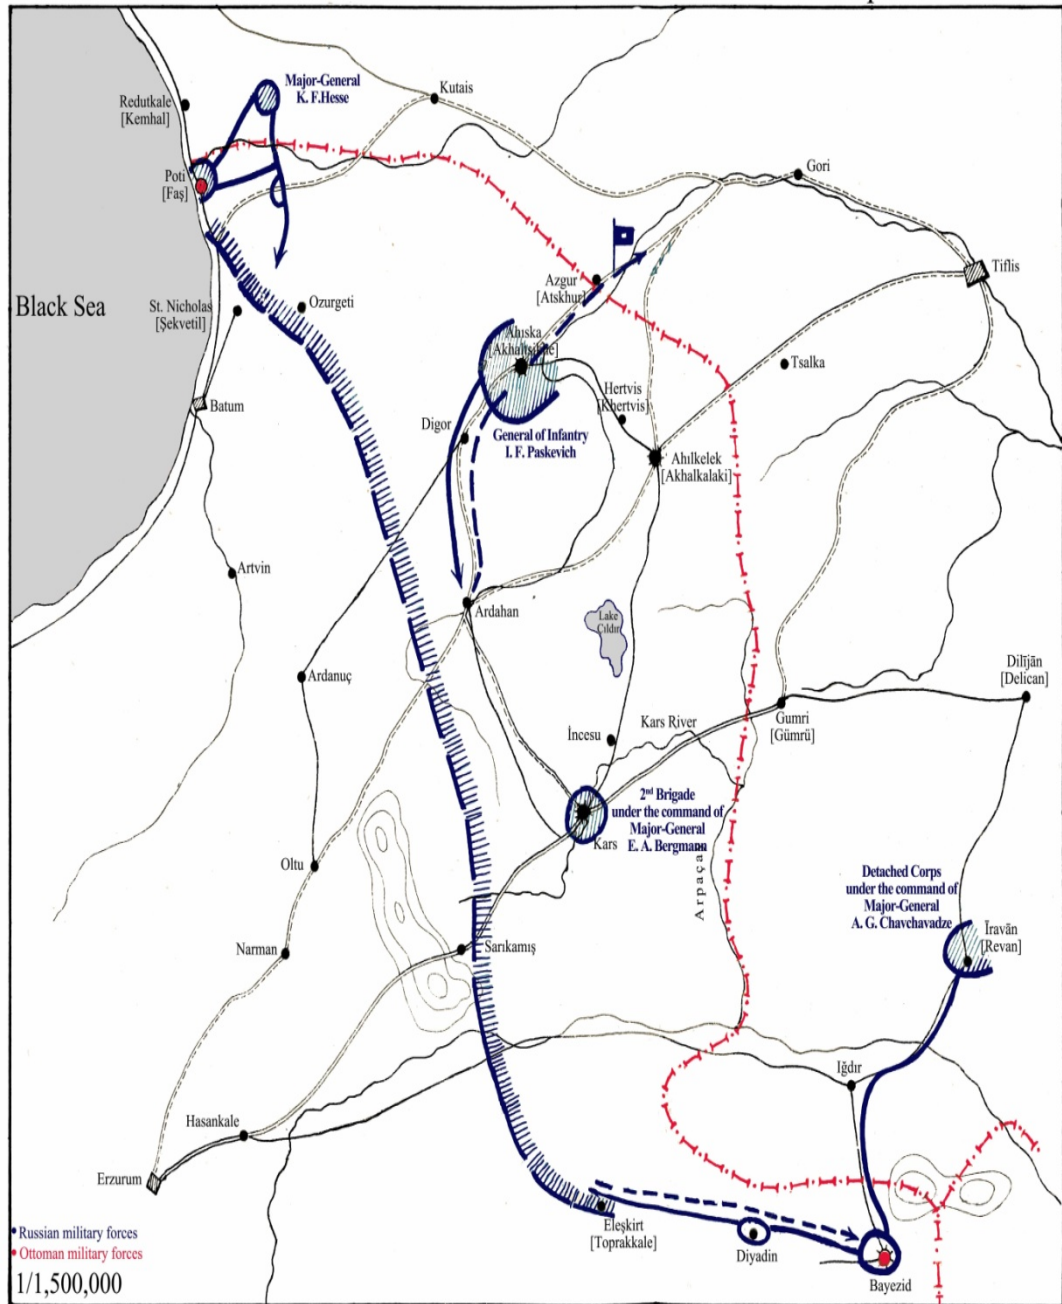 Major-General
K. F.Hesse
Kutais
Redutkale
[Kemhal]
Poti
[Faş]
Gori
Tiflis
Azgur
[Atskhur]
Black Sea
St. Nicholas
[Şekvetil]
Ozurgeti
Ahıska
[Akhaltsikhe]
Tsalka
Hertvis
[Khertvis]
Batum
Digor
General of Infantry
I. F. Paskevich
Ahılkelek
[Akhalkalaki]
Artvin
Ardahan
Lake
Çıldır
Ardanuç
Dilījān
[Delican]
Gumri
[Gümrü]
Kars River
İncesu
2nd Brigade
under the command of
Major-General
E. A. Bergmann
Kars
Oltu
Arpaçay
Detached Corps
under the command of
Major-General
A. G. Chavchavadze
Īravān
[Revan]
Narman
Sarıkamış
Iğdır
Hasankale
Erzurum
Eleşkirt
[Toprakkale]
Diyadin
Bayezid
Russian military forces
Ottoman military forces
1/1,500,000